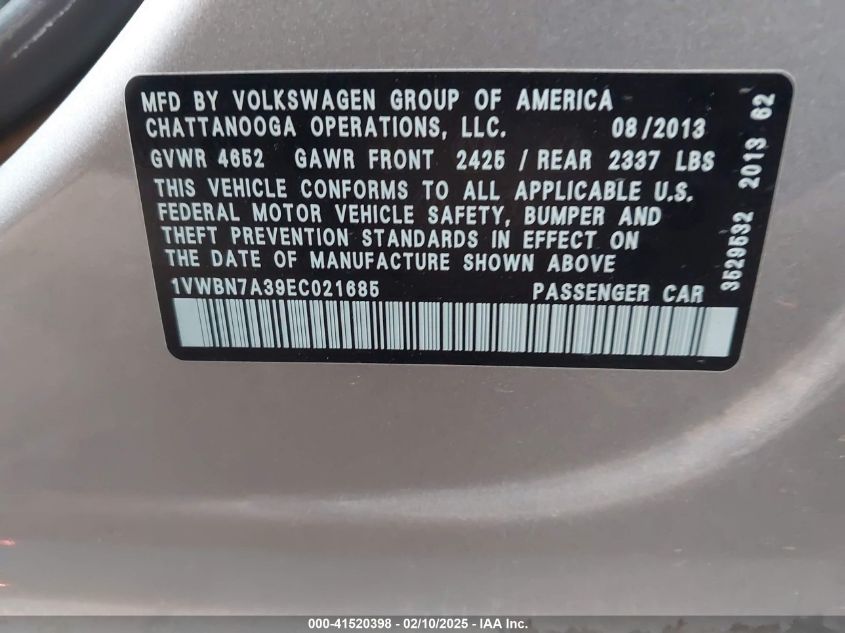 MFD BY VOLKSWAGEN GROUP OF AMERICA
CHATTANOOGA OPERATIONS, LLC. 08/2013
GVWR 4652 GAWR FRONT 2425 / REAR 2337 LBS
THIS VEHICLE CONFORMS TO ALL APPLICABLE U.S.
FEDERAL MOTOR VEHICLE SAFETY, BUMPER AND
THEFT PREVENTION STANDARDS IN EFFECT ON
THE DATE OF MANUFACTURE SHOWN ABOVE
1VWBN7A39EC021685 PASSENGER CAR
3529532 2013 62
000-41520398 - 02/10/2025 - IAA Inc.